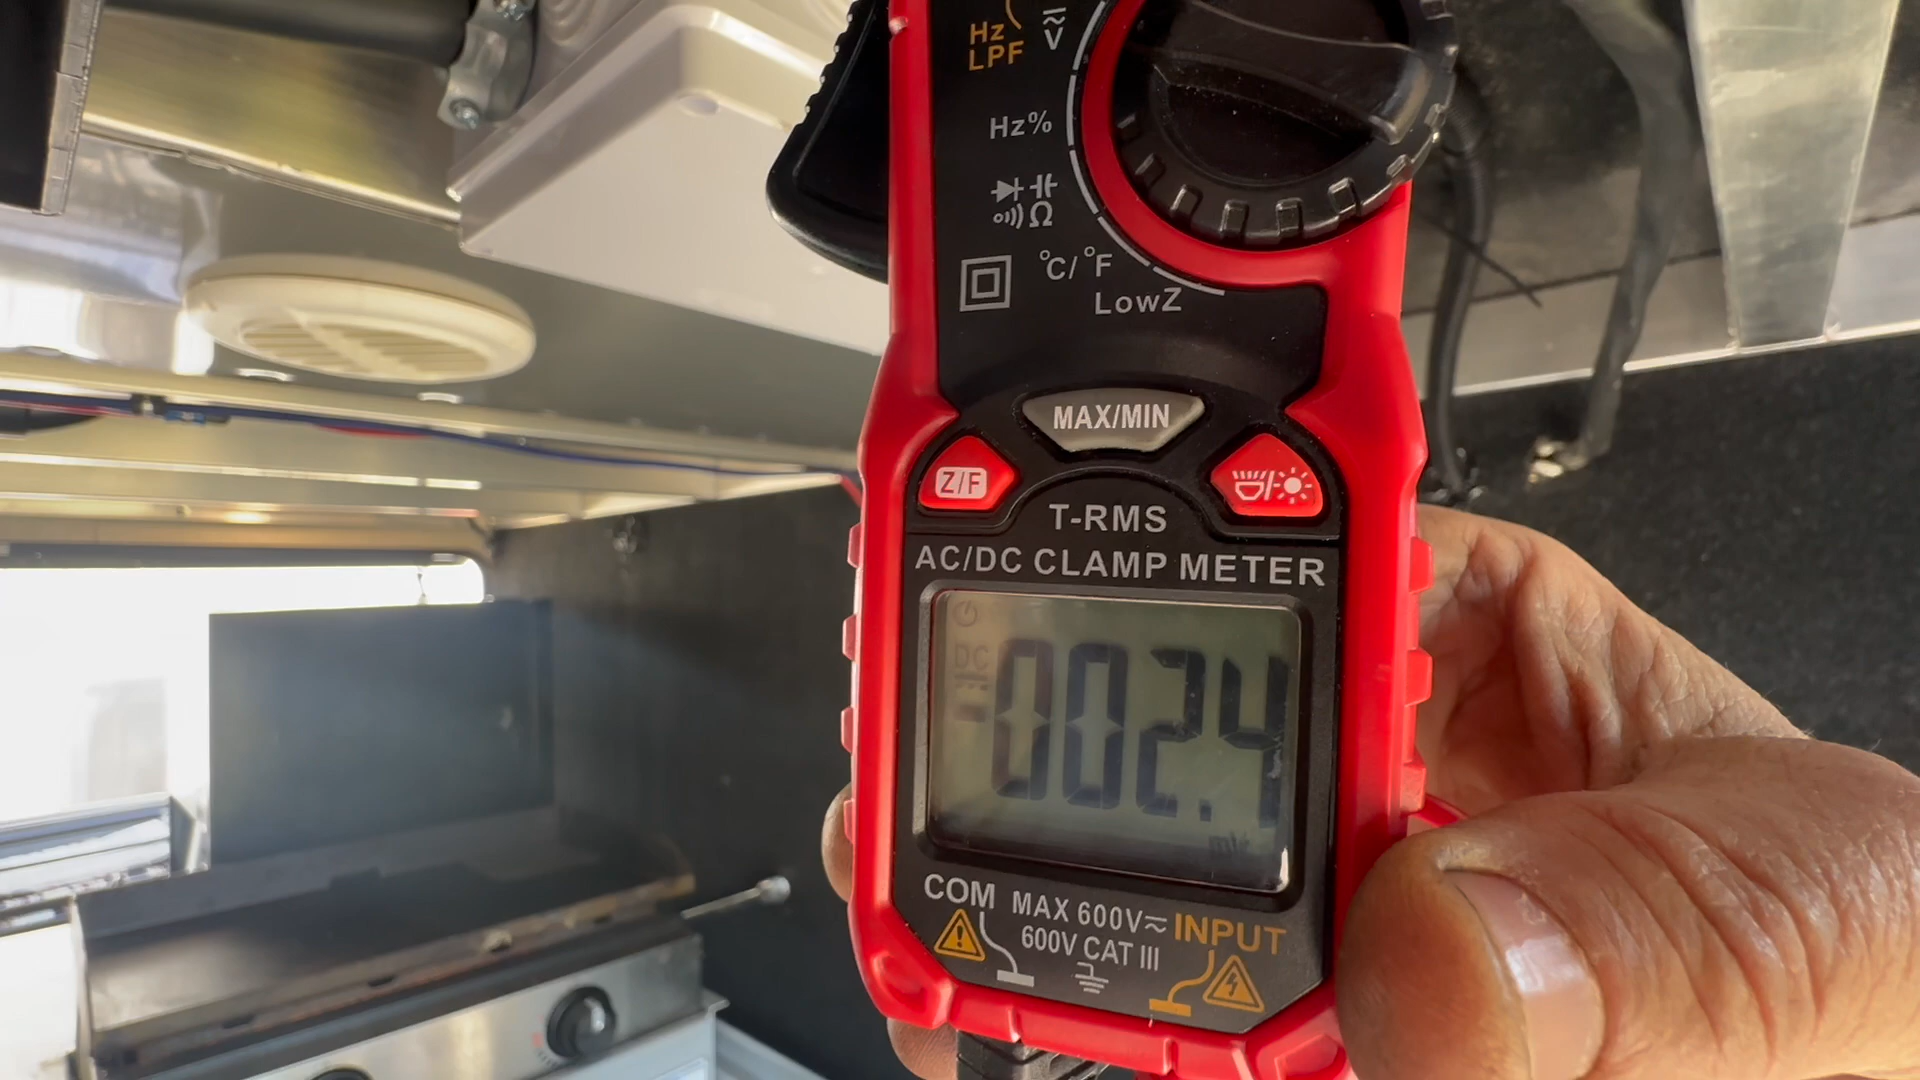 Hz
LPF
V
Hz%
Ω
°C/°F
LowZ
MAX/MIN
Z/F
T-RMS
AC/DC CLAMP METER
DC
002.4
mV
COM MAX 600V INPUT
600V CAT III